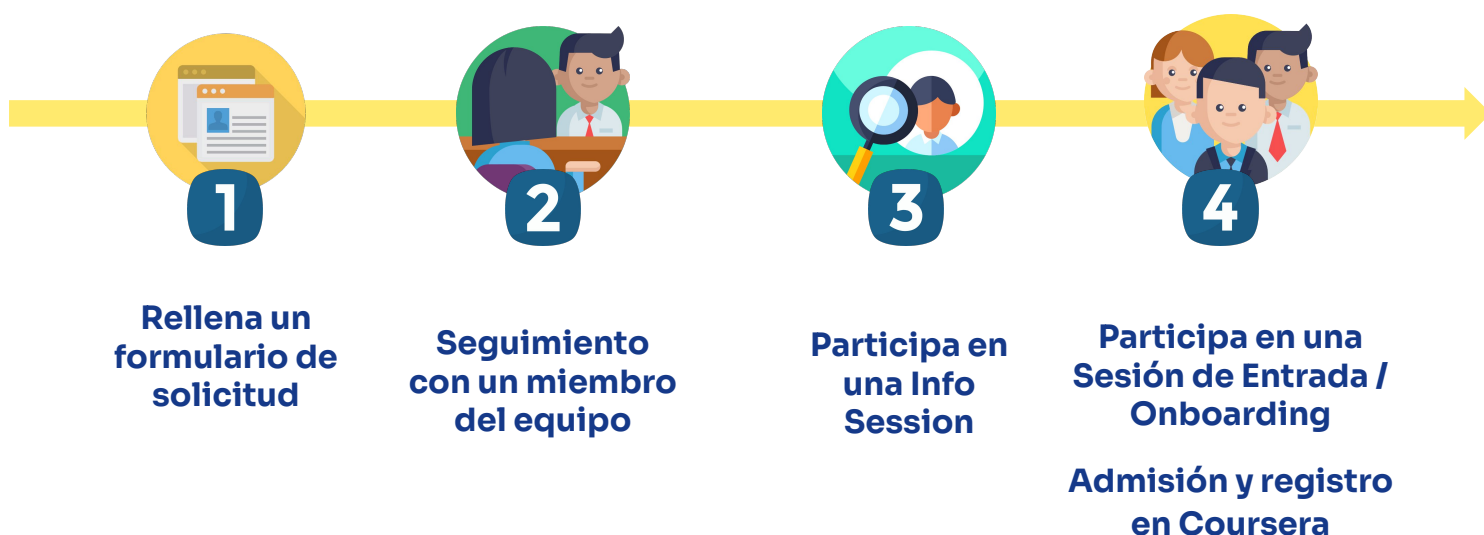 1
Rellena un
formulario de
solicitud
2
Seguimiento
con un miembro
del equipo
3
Participa en
una Info
Session
4
Participa en una
Sesión de Entrada /
Onboarding
Admisión y registro
en Coursera